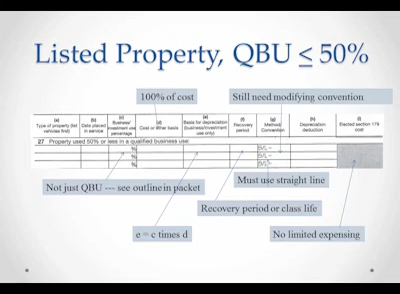 Listed Property, QBU ≤ 50%
100% of cost
Still need modifying convention
(a) Type of property (list vehicles first)
(b) Date placed in service
(c) Business/ investment use percentage
(d) Cost or other basis
(e) Basis for depreciation (business/investment use only)
(f) Recovery period
(g) Method/ Convention
(h) Depreciation deduction
(i) Elected section 179 cost
27 Property used 50% or less in a qualified business use:
% S/L –
% S/L –
% S/L –
Not just QBU --- see outline in packet
Must use straight line
Recovery period or class life
e = c times d
No limited expensing